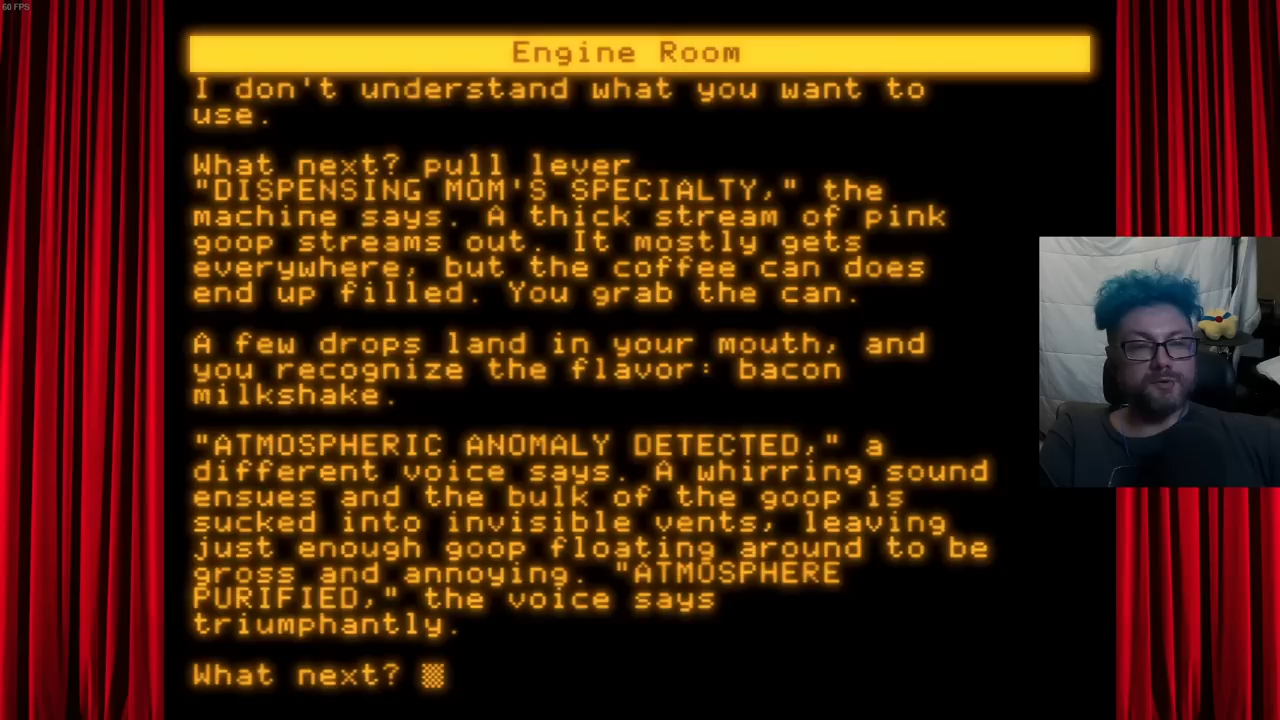 60 FPS
Engine Room
I don't understand what you want to
use.
What next? pull lever
"DISPENSING MOM'S SPECIALTY," the
machine says. A thick stream of pink
goop streams out. It mostly gets
everywhere, but the coffee can does
end up filled. You grab the can.
A few drops land in your mouth, and
you recognize the flavor: bacon
milkshake.
"ATMOSPHERIC ANOMALY DETECTED," a
different voice says. A whirring sound
ensues and the bulk of the goop is
sucked into invisible vents, leaving
just enough goop floating around to be
gross and annoying. "ATMOSPHERE
PURIFIED," the voice says
triumphantly.
What next?